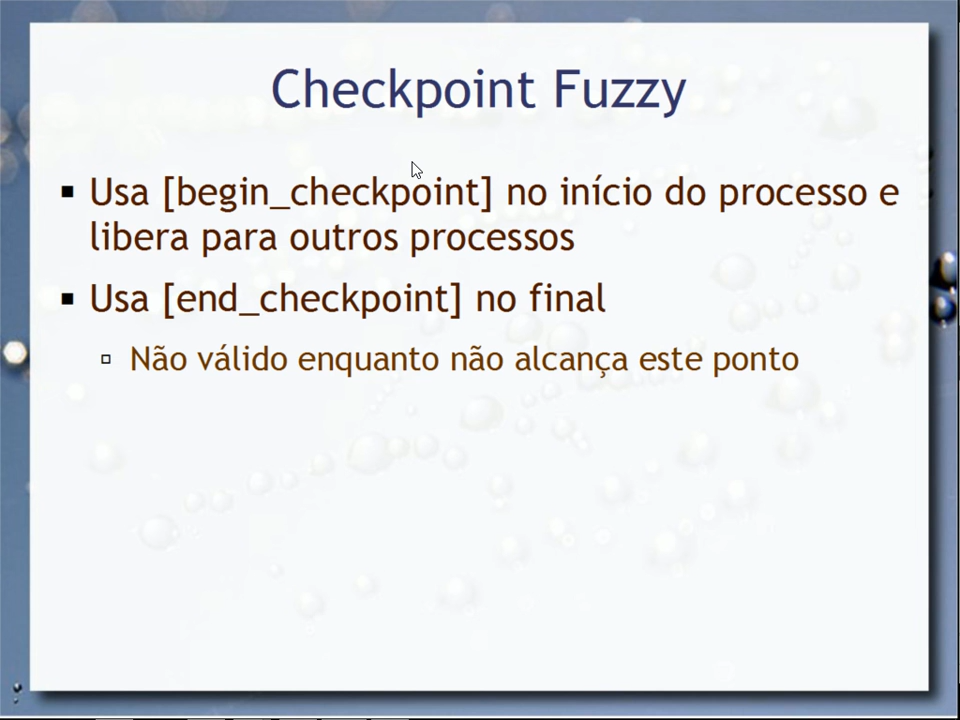 Checkpoint Fuzzy
Usa [begin_checkpoint] no início do processo e
libera para outros processos
Usa [end_checkpoint] no final
Não válido enquanto não alcança este ponto